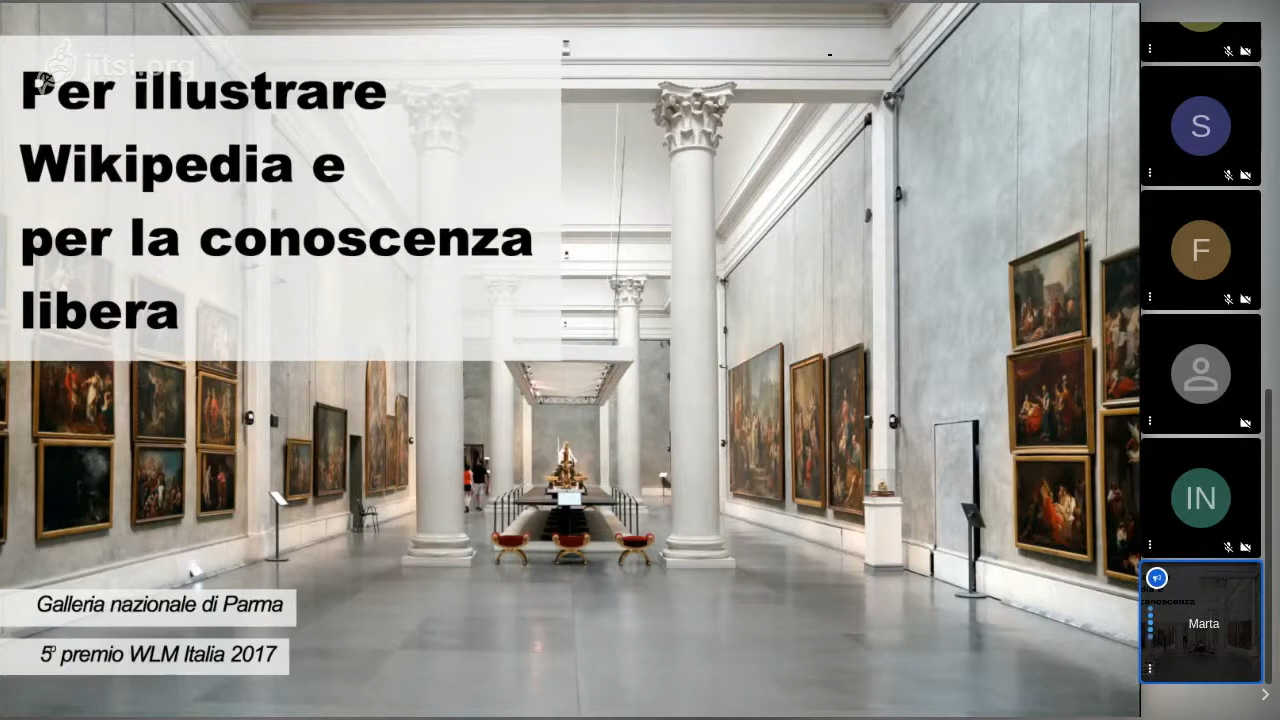 jitsi.org
Per illustrare
Wikipedia e
per la conoscenza
libera
Galleria nazionale di Parma
5° premio WLM Italia 2017
S
F
IN
conoscenza
Marta